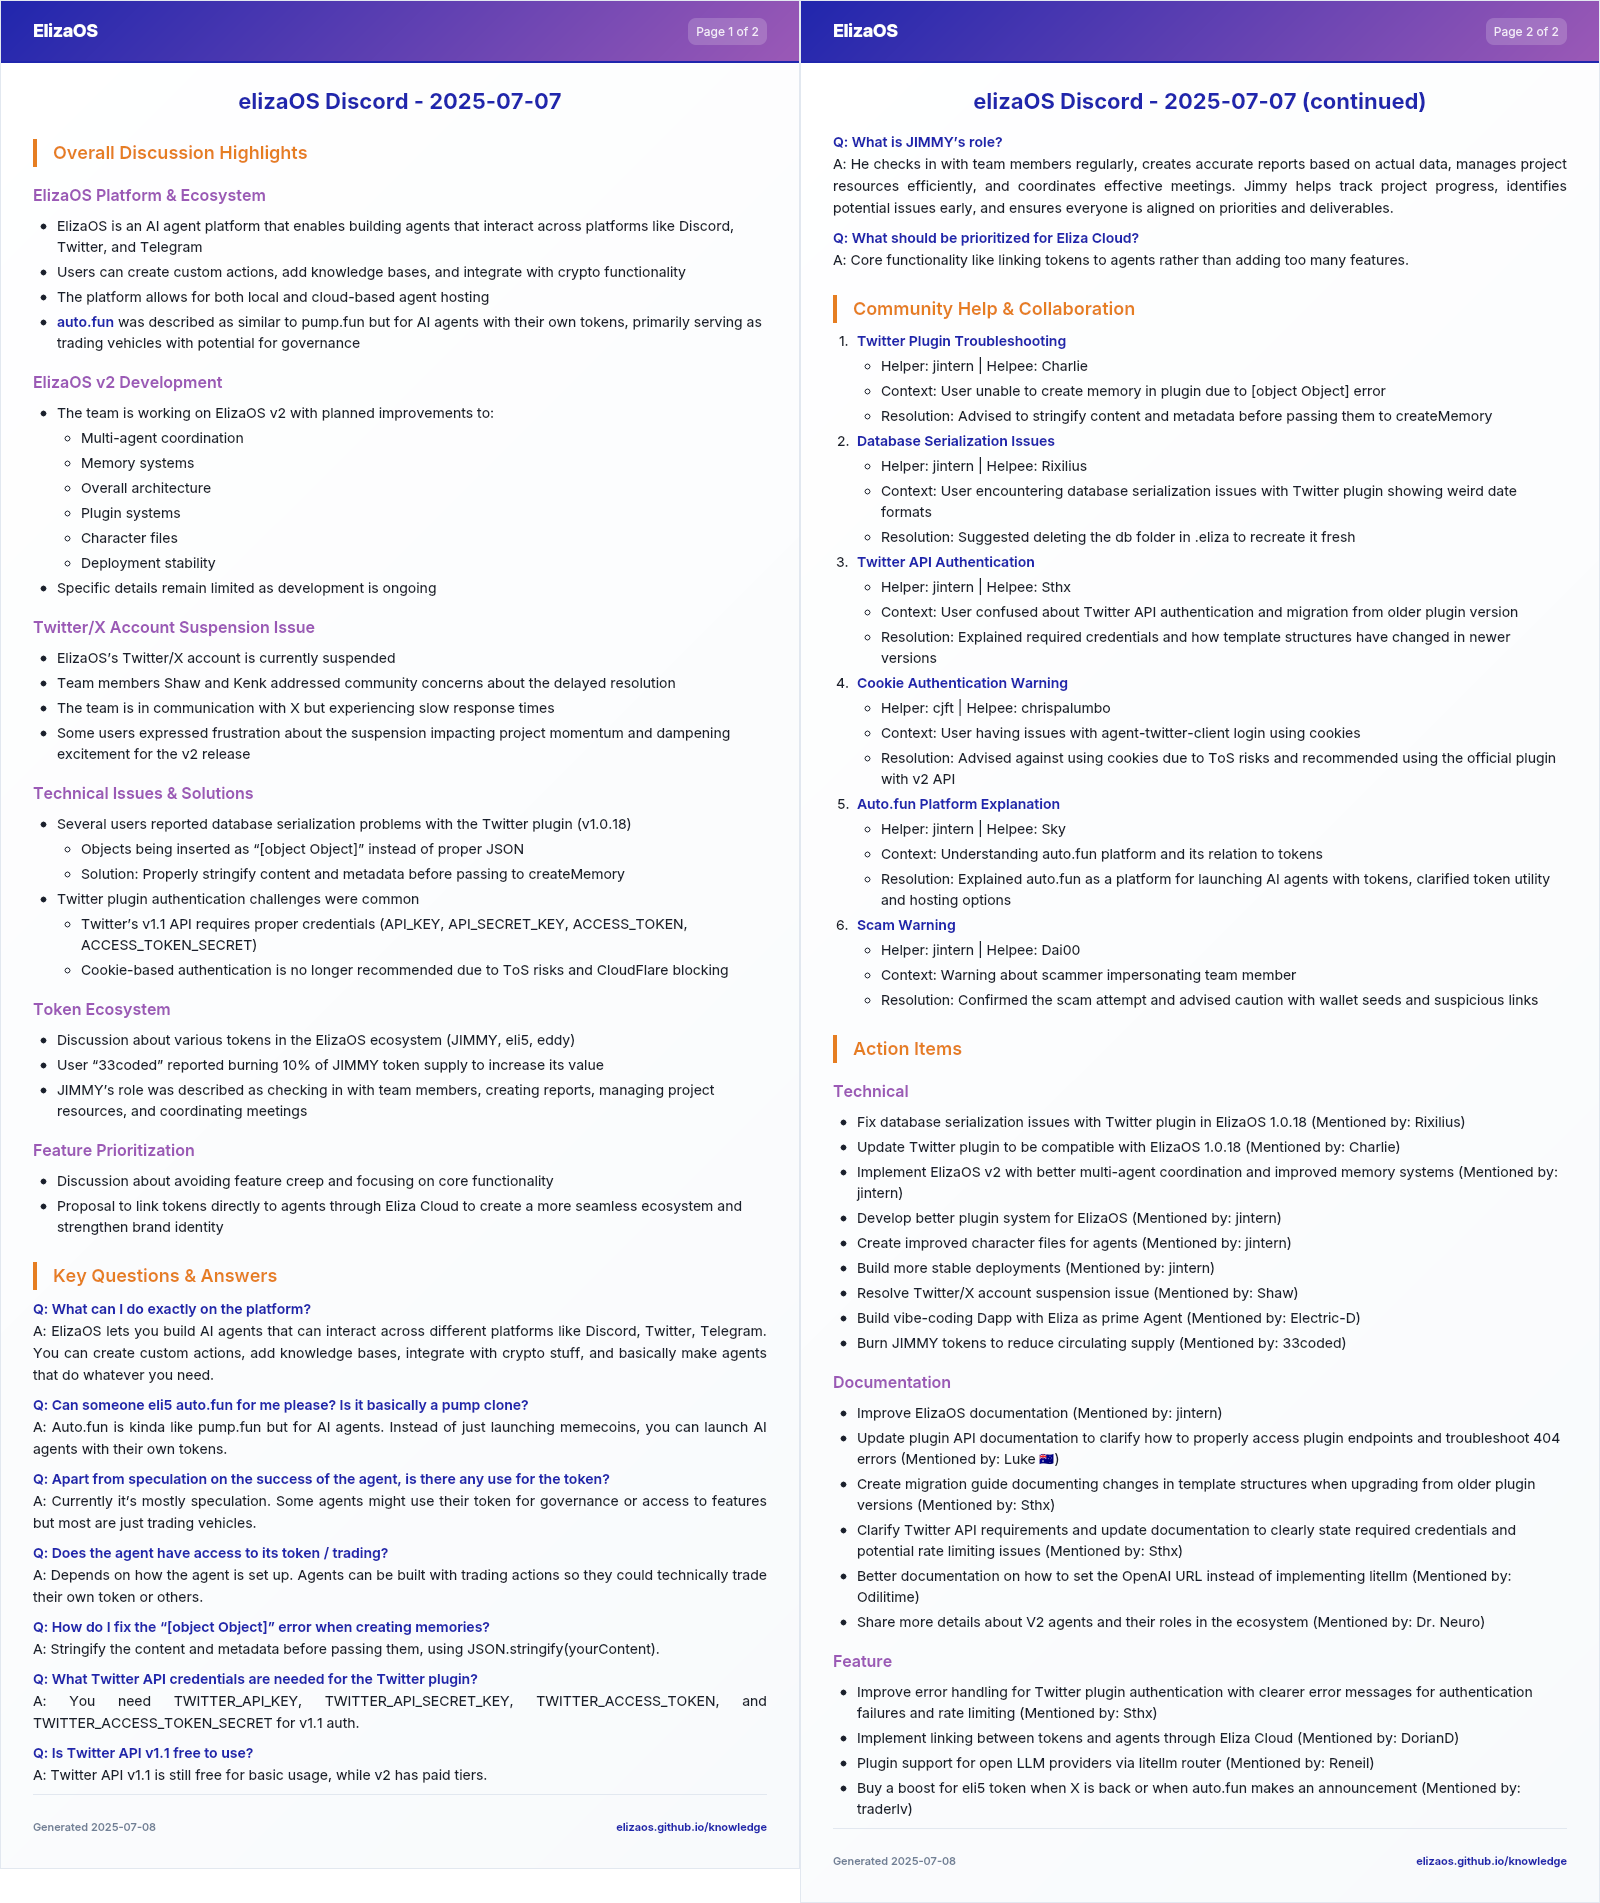 ElizaOS
Page 1 of 2
elizaOS Discord - 2025-07-07
Overall Discussion Highlights
ElizaOS Platform & Ecosystem
• ElizaOS is an AI agent platform that enables building agents that interact across platforms like Discord,
Twitter, and Telegram
• Users can create custom actions, add knowledge bases, and integrate with crypto functionality
• The platform allows for both local and cloud-based agent hosting
• auto.fun was described as similar to pump.fun but for AI agents with their own tokens, primarily serving as
trading vehicles with potential for governance
ElizaOS v2 Development
• The team is working on ElizaOS v2 with planned improvements to:
◦ Multi-agent coordination
◦ Memory systems
◦ Overall architecture
◦ Plugin systems
◦ Character files
◦ Deployment stability
• Specific details remain limited as development is ongoing
Twitter/X Account Suspension Issue
• ElizaOS’s Twitter/X account is currently suspended
• Team members Shaw and Kenk addressed community concerns about the delayed resolution
• The team is in communication with X but experiencing slow response times
• Some users expressed frustration about the suspension impacting project momentum and dampening
excitement for the v2 release
Technical Issues & Solutions
• Several users reported database serialization problems with the Twitter plugin (v1.0.18)
◦ Objects being inserted as “[object Object]” instead of proper JSON
◦ Solution: Properly stringify content and metadata before passing to createMemory
• Twitter plugin authentication challenges were common
◦ Twitter’s v1.1 API requires proper credentials (API_KEY, API_SECRET_KEY, ACCESS_TOKEN,
ACCESS_TOKEN_SECRET)
◦ Cookie-based authentication is no longer recommended due to ToS risks and CloudFlare blocking
Token Ecosystem
• Discussion about various tokens in the ElizaOS ecosystem (JIMMY, eli5, eddy)
• User “33coded” reported burning 10% of JIMMY token supply to increase its value
• JIMMY’s role was described as checking in with team members, creating reports, managing project
resources, and coordinating meetings
Feature Prioritization
• Discussion about avoiding feature creep and focusing on core functionality
• Proposal to link tokens directly to agents through Eliza Cloud to create a more seamless ecosystem and
strengthen brand identity
Key Questions & Answers
Q: What can I do exactly on the platform?
A: ElizaOS lets you build AI agents that can interact across different platforms like Discord, Twitter, Telegram.
You can create custom actions, add knowledge bases, integrate with crypto stuff, and basically make agents
that do whatever you need.
Q: Can someone eli5 auto.fun for me please? Is it basically a pump clone?
A: Auto.fun is kinda like pump.fun but for AI agents. Instead of just launching memecoins, you can launch AI
agents with their own tokens.
Q: Apart from speculation on the success of the agent, is there any use for the token?
A: Currently it’s mostly speculation. Some agents might use their token for governance or access to features
but most are just trading vehicles.
Q: Does the agent have access to its token / trading?
A: Depends on how the agent is set up. Agents can be built with trading actions so they could technically trade
their own token or others.
Q: How do I fix the “[object Object]” error when creating memories?
A: Stringify the content and metadata before passing them, using JSON.stringify(yourContent).
Q: What Twitter API credentials are needed for the Twitter plugin?
A: You need TWITTER_API_KEY, TWITTER_API_SECRET_KEY, TWITTER_ACCESS_TOKEN, and
TWITTER_ACCESS_TOKEN_SECRET for v1.1 auth.
Q: Is Twitter API v1.1 free to use?
A: Twitter API v1.1 is still free for basic usage, while v2 has paid tiers.
Generated 2025-07-08
elizaos.github.io/knowledge
ElizaOS
Page 2 of 2
elizaOS Discord - 2025-07-07 (continued)
Q: What is JIMMY’s role?
A: He checks in with team members regularly, creates accurate reports based on actual data, manages project
resources efficiently, and coordinates effective meetings. Jimmy helps track project progress, identifies
potential issues early, and ensures everyone is aligned on priorities and deliverables.
Q: What should be prioritized for Eliza Cloud?
A: Core functionality like linking tokens to agents rather than adding too many features.
Community Help & Collaboration
1. Twitter Plugin Troubleshooting
◦ Helper: jintern | Helpee: Charlie
◦ Context: User unable to create memory in plugin due to [object Object] error
◦ Resolution: Advised to stringify content and metadata before passing them to createMemory
2. Database Serialization Issues
◦ Helper: jintern | Helpee: Rixilius
◦ Context: User encountering database serialization issues with Twitter plugin showing weird date
formats
◦ Resolution: Suggested deleting the db folder in .eliza to recreate it fresh
3. Twitter API Authentication
◦ Helper: jintern | Helpee: Sthx
◦ Context: User confused about Twitter API authentication and migration from older plugin version
◦ Resolution: Explained required credentials and how template structures have changed in newer
versions
4. Cookie Authentication Warning
◦ Helper: cjft | Helpee: chrispalumbo
◦ Context: User having issues with agent-twitter-client login using cookies
◦ Resolution: Advised against using cookies due to ToS risks and recommended using the official plugin
with v2 API
5. Auto.fun Platform Explanation
◦ Helper: jintern | Helpee: Sky
◦ Context: Understanding auto.fun platform and its relation to tokens
◦ Resolution: Explained auto.fun as a platform for launching AI agents with tokens, clarified token utility
and hosting options
6. Scam Warning
◦ Helper: jintern | Helpee: Dai00
◦ Context: Warning about scammer impersonating team member
◦ Resolution: Confirmed the scam attempt and advised caution with wallet seeds and suspicious links
Action Items
Technical
• Fix database serialization issues with Twitter plugin in ElizaOS 1.0.18 (Mentioned by: Rixilius)
• Update Twitter plugin to be compatible with ElizaOS 1.0.18 (Mentioned by: Charlie)
• Implement ElizaOS v2 with better multi-agent coordination and improved memory systems (Mentioned by:
jintern)
• Develop better plugin system for ElizaOS (Mentioned by: jintern)
• Create improved character files for agents (Mentioned by: jintern)
• Build more stable deployments (Mentioned by: jintern)
• Resolve Twitter/X account suspension issue (Mentioned by: Shaw)
• Build vibe-coding Dapp with Eliza as prime Agent (Mentioned by: Electric-D)
• Burn JIMMY tokens to reduce circulating supply (Mentioned by: 33coded)
Documentation
• Improve ElizaOS documentation (Mentioned by: jintern)
• Update plugin API documentation to clarify how to properly access plugin endpoints and troubleshoot 404
errors (Mentioned by: Luke 🇦🇺)
• Create migration guide documenting changes in template structures when upgrading from older plugin
versions (Mentioned by: Sthx)
• Clarify Twitter API requirements and update documentation to clearly state required credentials and
potential rate limiting issues (Mentioned by: Sthx)
• Better documentation on how to set the OpenAI URL instead of implementing litellm (Mentioned by:
Odilitime)
• Share more details about V2 agents and their roles in the ecosystem (Mentioned by: Dr. Neuro)
Feature
• Improve error handling for Twitter plugin authentication with clearer error messages for authentication
failures and rate limiting (Mentioned by: Sthx)
• Implement linking between tokens and agents through Eliza Cloud (Mentioned by: DorianD)
• Plugin support for open LLM providers via litellm router (Mentioned by: Reneil)
• Buy a boost for eli5 token when X is back or when auto.fun makes an announcement (Mentioned by:
traderlv)
Generated 2025-07-08
elizaos.github.io/knowledge